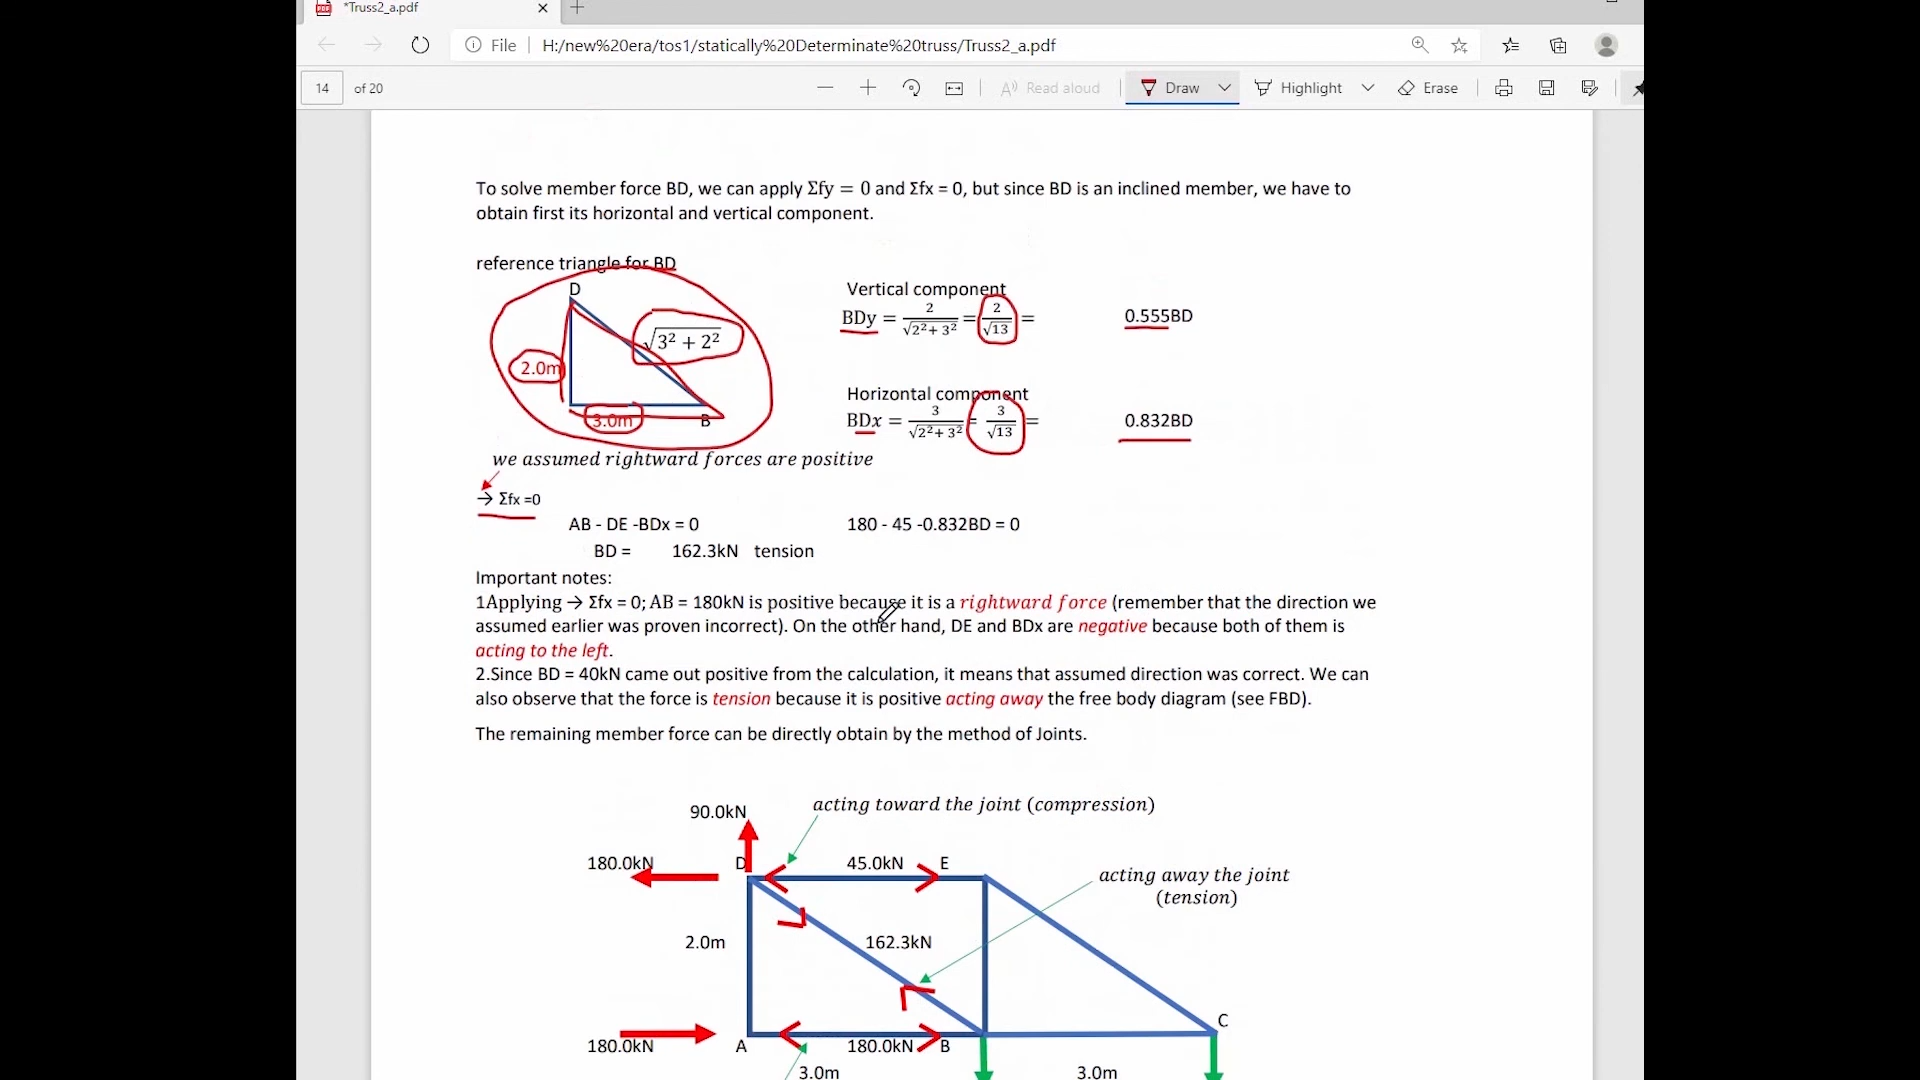 *Truss2_a.pdf
File | H:/new%20era/tos1/statically%20Determinate%20truss/Truss2_a.pdf
14 of 20 Read aloud Draw Highlight Erase
To solve member force BD, we can apply Σfy = 0 and Σfx = 0, but since BD is an inclined member, we have to
obtain first its horizontal and vertical component.
reference triangle for BD
D
√3² + 2²
2.0m
3.0m
B
Vertical component
BDy = 2/√2²+ 3² = 2/√13 = 0.555BD
Horizontal component
BDx = 3/√2²+ 3² = 3/√13 = 0.832BD
we assumed rightward forces are positive
→ Σfx =0
AB - DE -BDx = 0 180 - 45 -0.832BD = 0
BD = 162.3kN tension
Important notes:
1Applying → Σfx = 0; AB = 180kN is positive because it is a rightward force (remember that the direction we
assumed earlier was proven incorrect). On the other hand, DE and BDx are negative because both of them is
acting to the left.
2.Since BD = 40kN came out positive from the calculation, it means that assumed direction was correct. We can
also observe that the force is tension because it is positive acting away the free body diagram (see FBD).
The remaining member force can be directly obtain by the method of Joints.
90.0kN
acting toward the joint (compression)
180.0kN D 45.0kN E
acting away the joint
(tension)
2.0m 162.3kN
C
180.0kN A 180.0kN B
3.0m 3.0m